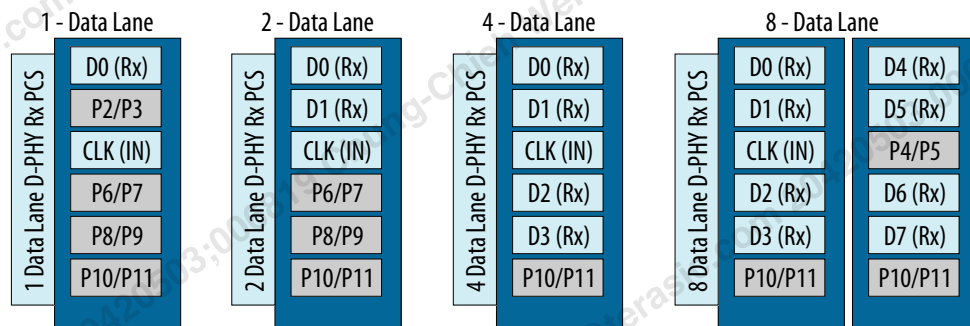 1 - Data Lane
1 Data Lane D-PHY Rx PCS
D0 (Rx)
P2/P3
CLK (IN)
P6/P7
P8/P9
P10/P11
2 - Data Lane
2 Data Lane D-PHY Rx PCS
D0 (Rx)
D1 (Rx)
CLK (IN)
P6/P7
P8/P9
P10/P11
4 - Data Lane
4 Data Lane D-PHY Rx PCS
D0 (Rx)
D1 (Rx)
CLK (IN)
D2 (Rx)
D3 (Rx)
P10/P11
8 - Data Lane
8 Data Lane D-PHY Rx PCS
D0 (Rx)
D1 (Rx)
CLK (IN)
D2 (Rx)
D3 (Rx)
P10/P11
D4 (Rx)
D5 (Rx)
P4/P5
D6 (Rx)
D7 (Rx)
P10/P11